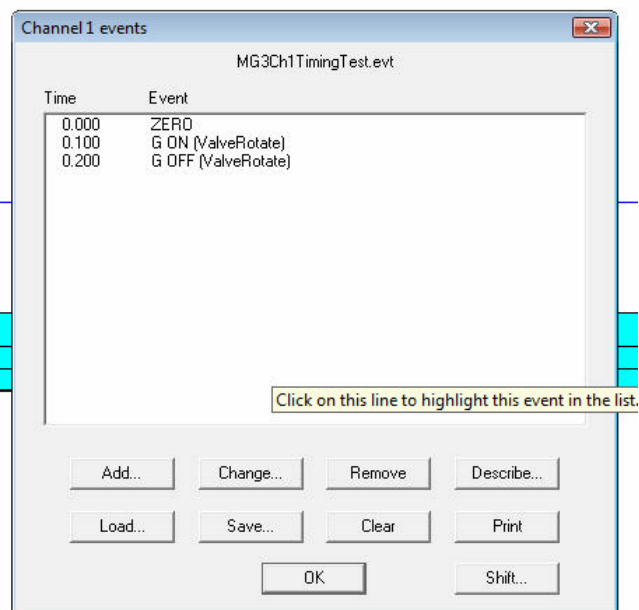 Channel 1 events
MG3Ch1TimingTest.evt
Time Event
0.000 ZERO
0.100 G ON (ValveRotate)
0.200 G OFF (ValveRotate)
Click on this line to highlight this event in the list.
Add... Change... Remove Describe...
Load... Save... Clear Print
OK Shift...